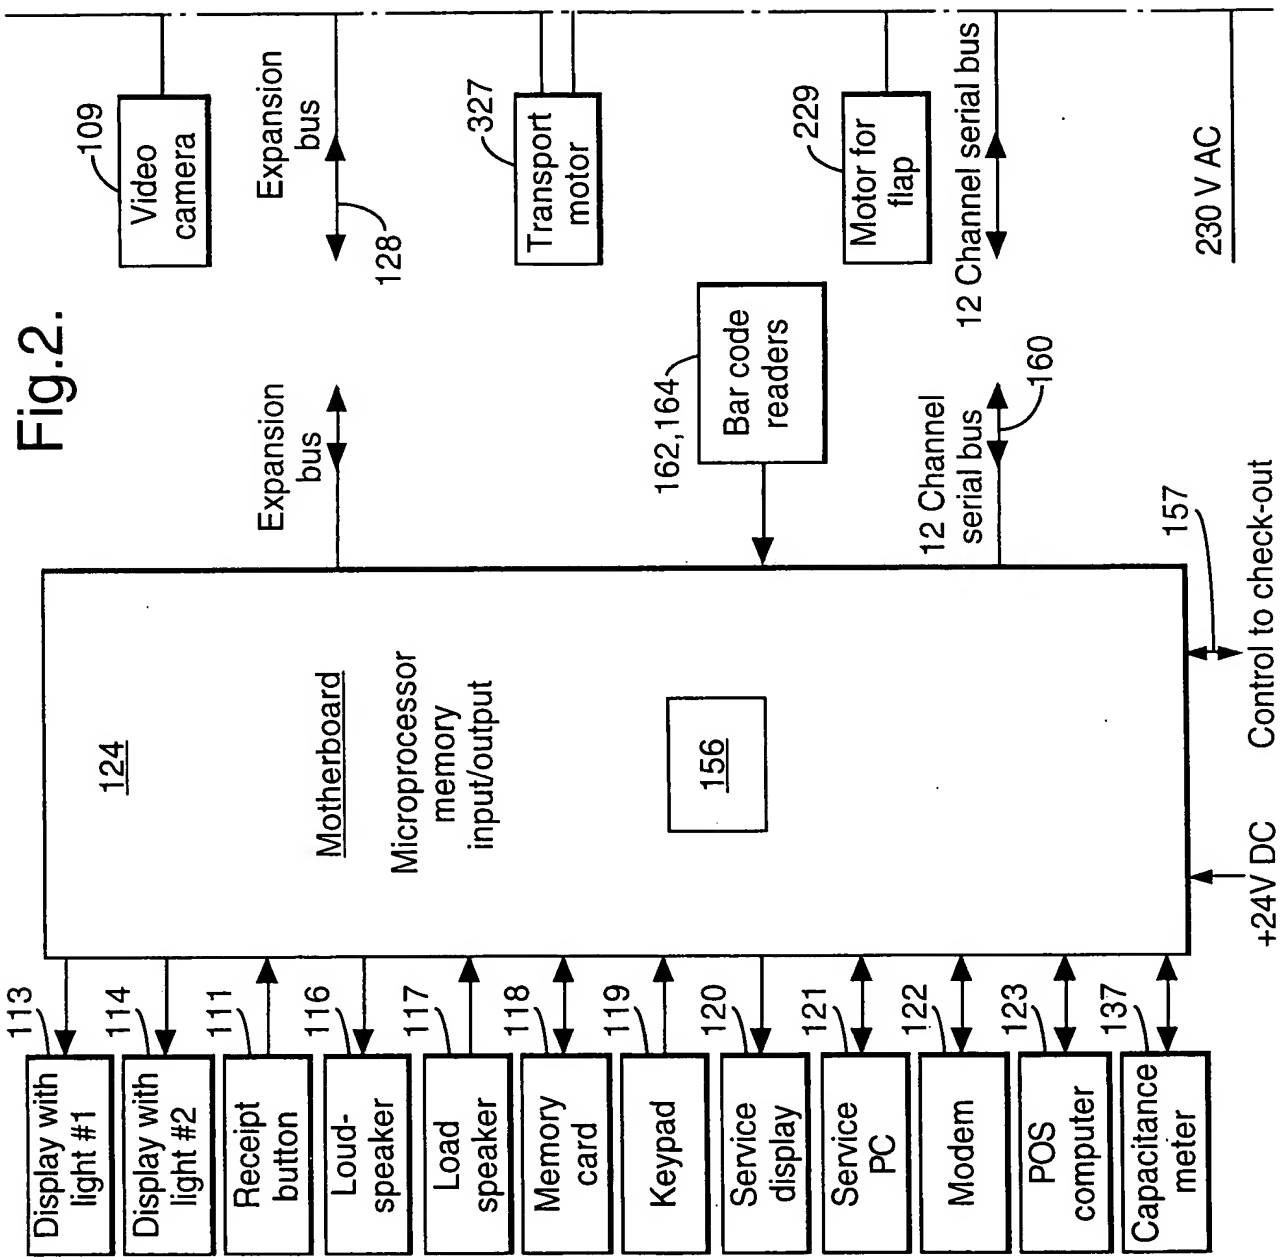 Fig.2.
113
Display with
light #1
114
Display with
light #2
111
Receipt
button
116
Loud-
speaker
117
Load
speaker
118
Memory
card
119
Keypad
120
Service
display
121
Service
PC
122
Modem
123
POS
computer
137
Capacitance
meter
124
Motherboard
Microprocessor
memory
input/output
156
+24V DC
Control to check-out
157
Expansion
bus
162,164
Bar code
readers
12 Channel
serial bus
160
109
Video
camera
Expansion
bus
128
327
Transport
motor
229
Motor for
flap
12 Channel serial bus
230 V AC